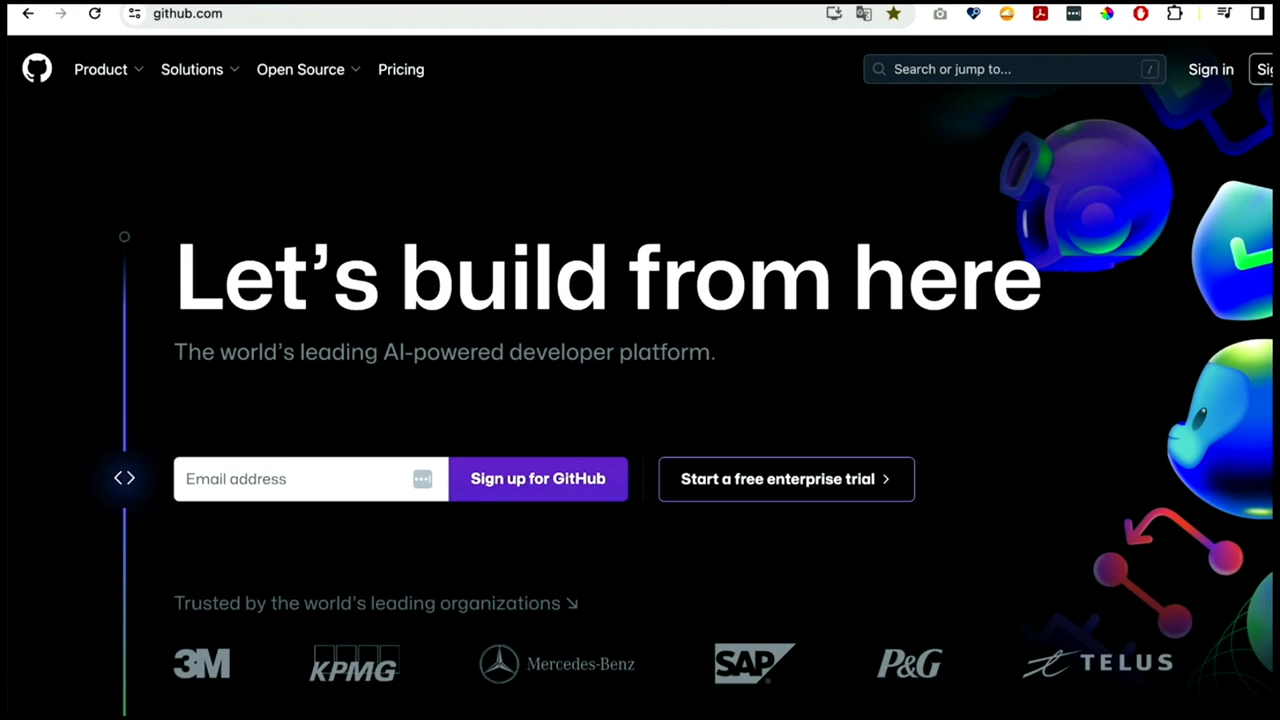 github.com
Product
Solutions
Open Source
Pricing
Search or jump to...
/
Sign in
Let's build from here
The world's leading AI-powered developer platform.
Email address
Sign up for GitHub
Start a free enterprise trial
Trusted by the world's leading organizations
3M
KPMG
Mercedes-Benz
SAP
P&G
TELUS